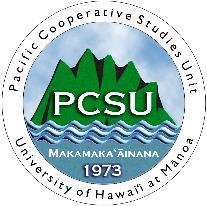 Pacific Cooperative Studies Unit
PCSU
MAKAMAKA'ĀINANA
1973
University of Hawai'i at Mānoa